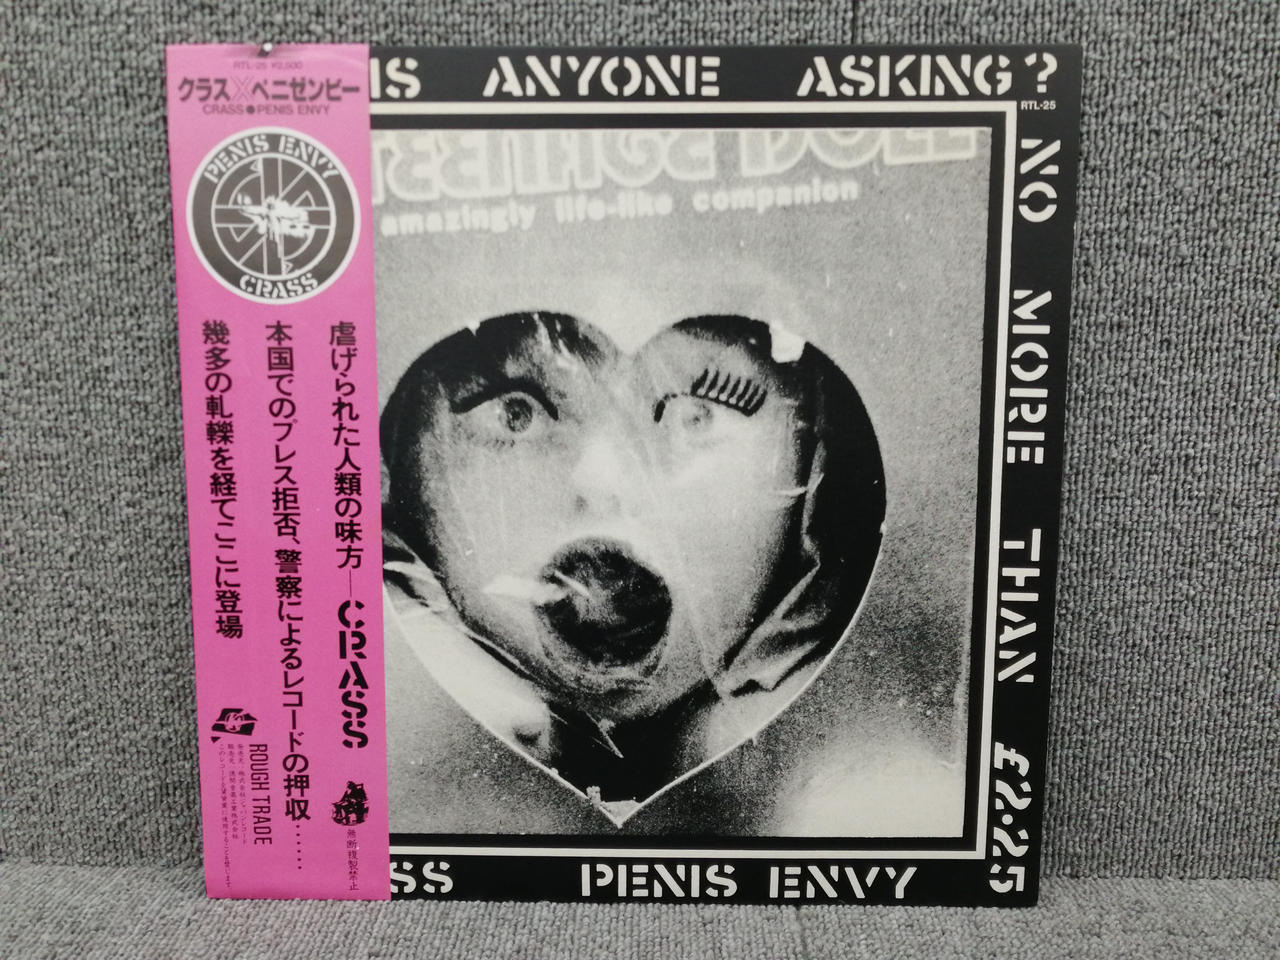 RTL-25 ¥2,500
クラス×ペニゼンビー
CRASS●PENIS ENVY
PENIS ENVY
CRASS
虐げられた人類の味方―CRASS
本国でのプレス拒否、警察によるレコードの押収……
幾多の軋轢を経てここに登場
ROUGH TRADE
無断複製禁止
IS ANYONE ASKING?
RTL-25
NO MORE THAN £2·25
TEENAGE DOLL
amazingly life-like companion
SS PENIS ENVY